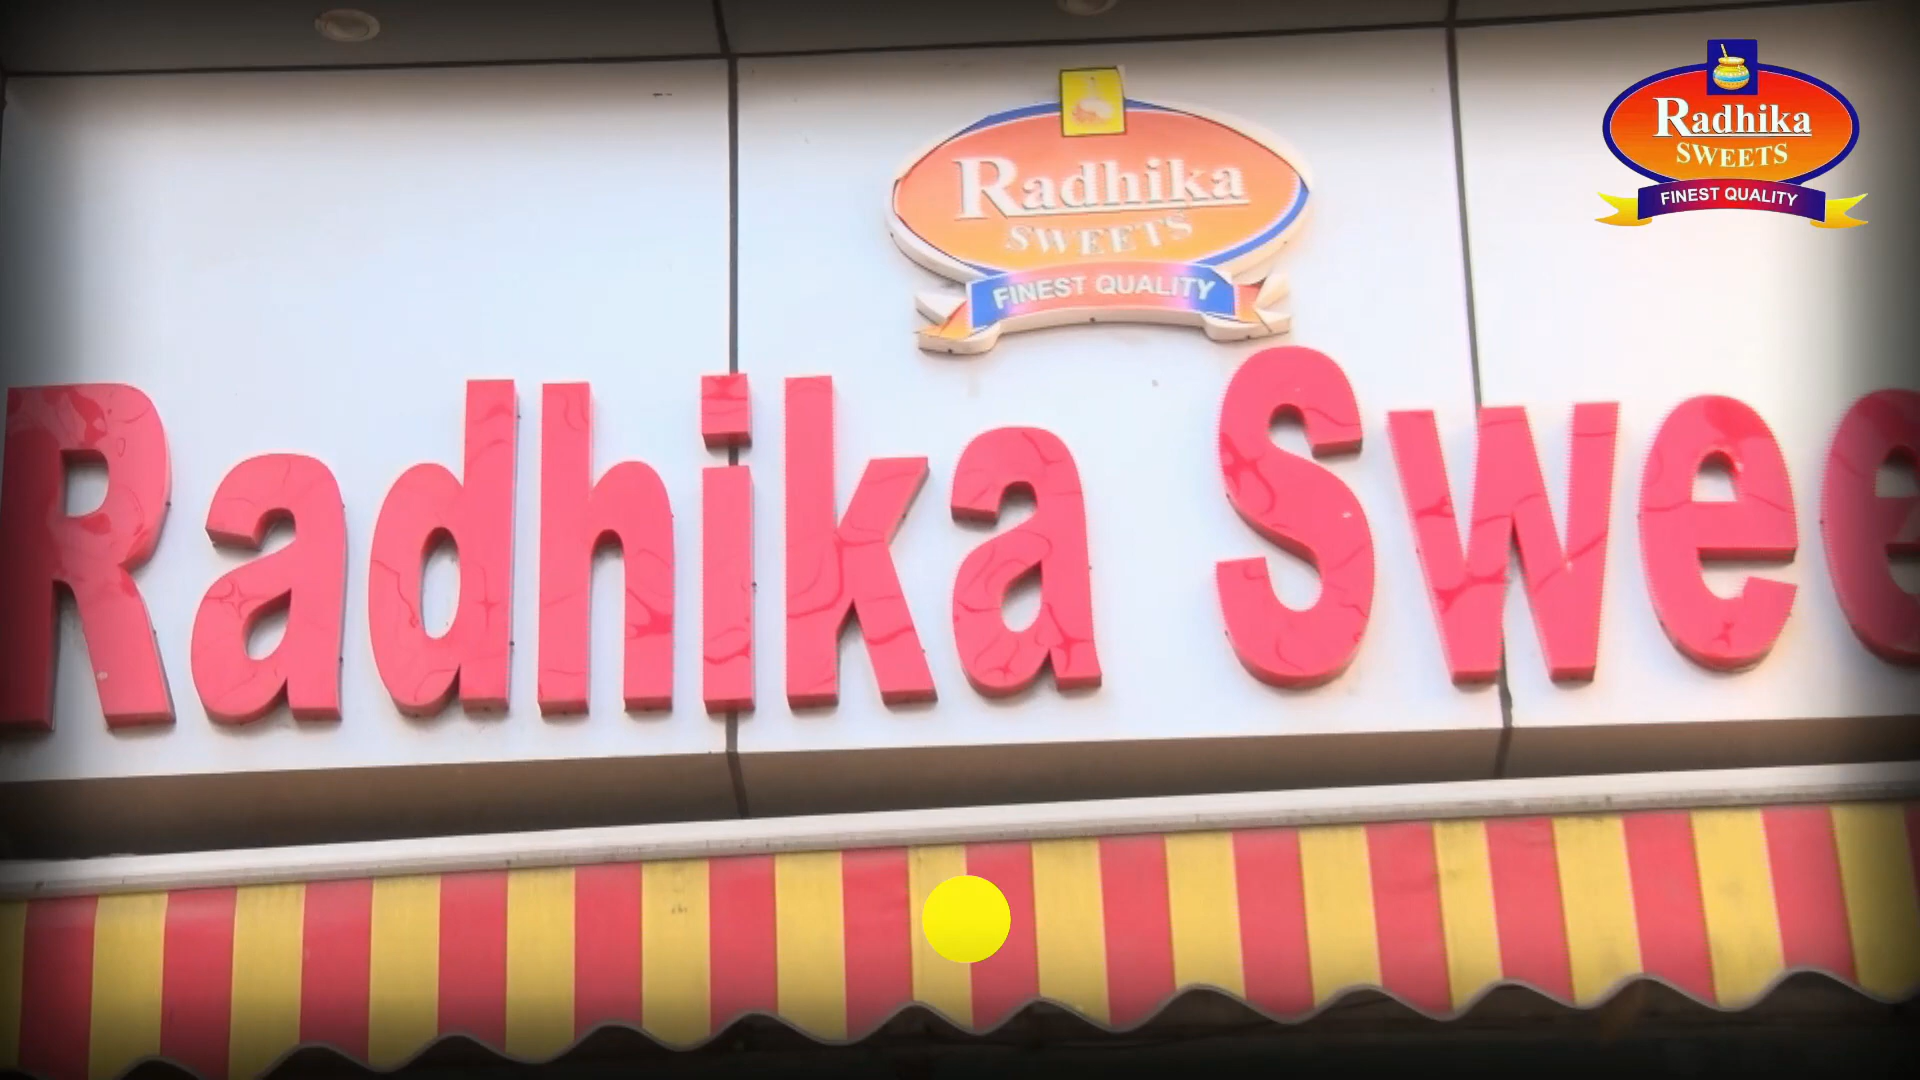 Radhika
SWEETS
FINEST QUALITY
Radhika
SWEETS
FINEST QUALITY
Radhika Swee